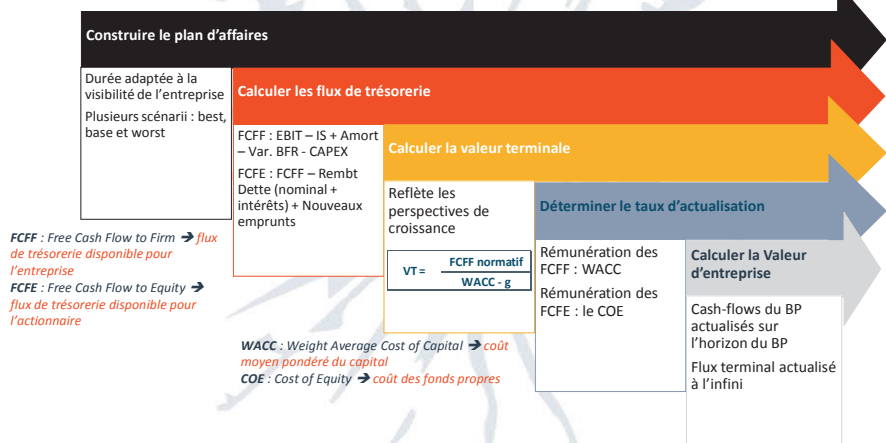 Construire le plan d’affaires
Durée adaptée à la
visibilité de l’entreprise
Plusieurs scénarii : best,
base et worst
Calculer les flux de trésorerie
FCFF : EBIT – IS + Amort
– Var. BFR - CAPEX
FCFE : FCFF – Rembt
Dette (nominal +
intérêts) + Nouveaux
emprunts
Calculer la valeur terminale
Reflète les
perspectives de
croissance
VT =
FCFF normatif
WACC - g
Déterminer le taux d’actualisation
Rémunération des
FCFF : WACC
Rémunération des
FCFE : le COE
Calculer la Valeur
d’entreprise
Cash-flows du BP
actualisés sur
l’horizon du BP
Flux terminal actualisé
à l’infini
FCFF : Free Cash Flow to Firm ➔ flux
de trésorerie disponible pour
l’entreprise
FCFE : Free Cash Flow to Equity ➔
flux de trésorerie disponible pour
l’actionnaire
WACC : Weight Average Cost of Capital ➔ coût
moyen pondéré du capital
COE : Cost of Equity ➔ coût des fonds propres